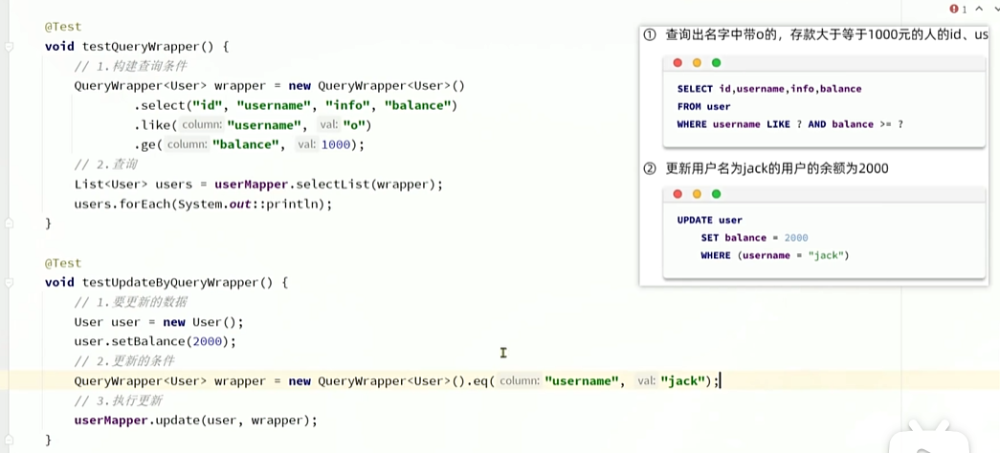 1
@Test
void testQueryWrapper() {
// 1.构建查询条件
QueryWrapper<User> wrapper = new QueryWrapper<User>()
.select("id", "username", "info", "balance")
.like( column: "username", val: "o")
.ge( column: "balance", val: 1000);
// 2.查询
List<User> users = userMapper.selectList(wrapper);
users.forEach(System.out::println);
}
@Test
void testUpdateByQueryWrapper() {
// 1.要更新的数据
User user = new User();
user.setBalance(2000);
// 2.更新的条件
QueryWrapper<User> wrapper = new QueryWrapper<User>().eq( column: "username", val: "jack");
// 3.执行更新
userMapper.update(user, wrapper);
}
① 查询出名字中带o的，存款大于等于1000元的人的id、us
SELECT id,username,info,balance
FROM user
WHERE username LIKE ? AND balance >= ?
② 更新用户名为jack的用户的余额为2000
UPDATE user
SET balance = 2000
WHERE (username = "jack")